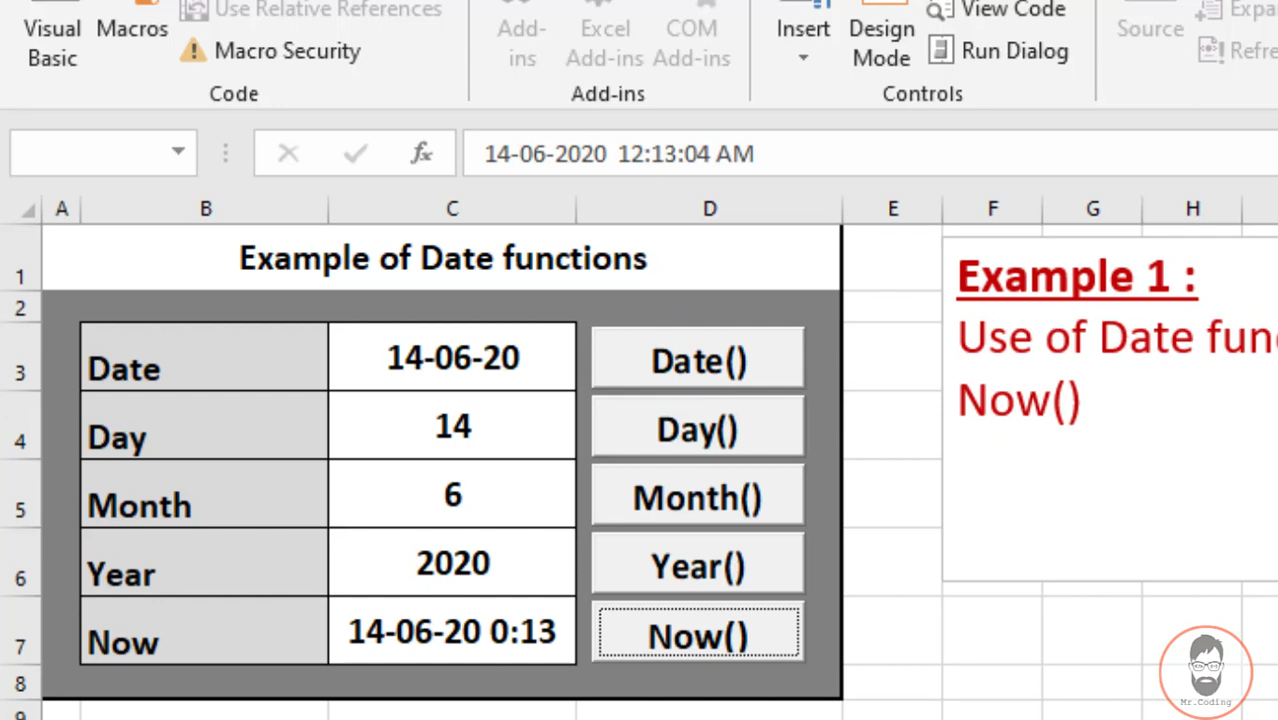 Use Relative References
Visual Basic
Macros
Macro Security
Code
Add-ins
Excel Add-ins
COM Add-ins
Add-ins
Insert
Design Mode
View Code
Run Dialog
Controls
Source
Expa
Refre
fx
14-06-2020 12:13:04 AM
A B C D E F G H
1 Example of Date functions
2
3 Date 14-06-20 Date()
4 Day 14 Day()
5 Month 6 Month()
6 Year 2020 Year()
7 Now 14-06-20 0:13 Now()
8
9
Example 1 :
Use of Date func
Now()
Mr.Coding